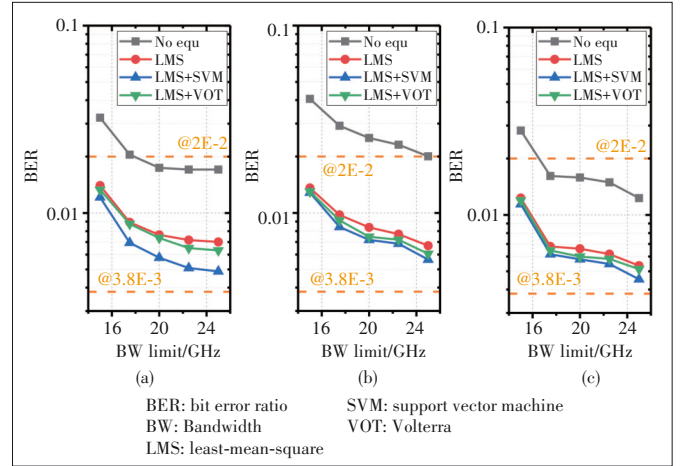 0.1
0.01
BER
No equ
LMS
LMS+SVM
LMS+VOT
@2E-2
@3.8E-3
16 20 24
BW limit/GHz
(a)
0.1
0.01
BER
No equ
LMS
LMS+SVM
LMS+VOT
@2E-2
@3.8E-3
16 20 24
BW limit/GHz
(b)
0.1
0.01
BER
No equ
LMS
LMS+SVM
LMS+VOT
@2E-2
@3.8E-3
16 20 24
BW limit/GHz
(c)
BER: bit error ratio SVM: support vector machine
BW: Bandwidth VOT: Volterra
LMS: least-mean-square